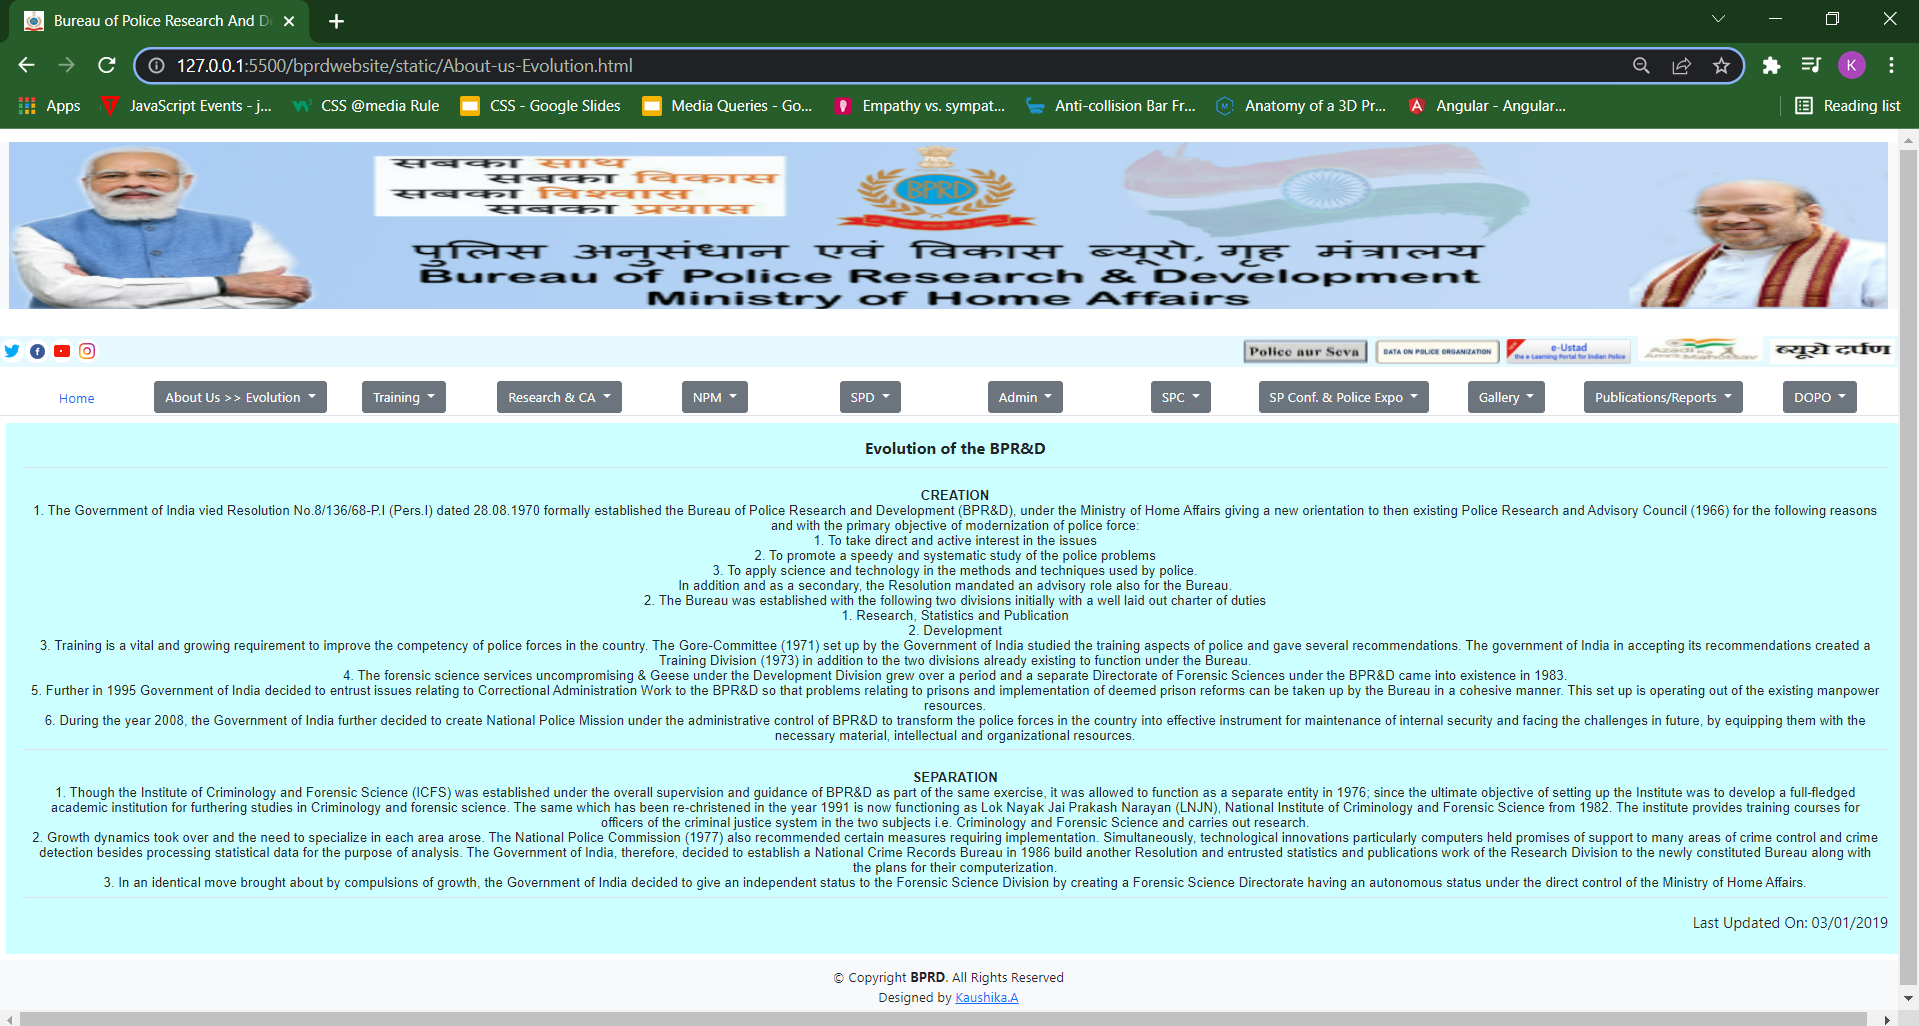 Bureau of Police Research And De
127.0.0.1:5500/bprdwebsite/static/About-us-Evolution.html
K
Apps
JavaScript Events - j...
CSS @media Rule
CSS - Google Slides
Media Queries - Go...
Empathy vs. sympat...
Anti-collision Bar Fr...
Anatomy of a 3D Pr...
Angular - Angular...
Reading list
सबका साथ
सबका विकास
सबका विश्वास
सबका प्रयास
BPRD
पुलिस अनुसंधान एवं विकास ब्यूरो, गृह मंत्रालय
Bureau of Police Research & Development
Ministry of Home Affairs
Police aur Seva
DATA ON POLICE ORGANIZATION
e-Ustad
the e-Learning Portal for Indian Police
Azadi Ka
Amrit Mahotsav
ब्यूरो दर्पण
Home
About Us >> Evolution
Training
Research & CA
NPM
SPD
Admin
SPC
SP Conf. & Police Expo
Gallery
Publications/Reports
DOPO
Evolution of the BPR&D
CREATION
1. The Government of India vied Resolution No.8/136/68-P.I (Pers.I) dated 28.08.1970 formally established the Bureau of Police Research and Development (BPR&D), under the Ministry of Home Affairs giving a new orientation to then existing Police Research and Advisory Council (1966) for the following reasons
and with the primary objective of modernization of police force:
1. To take direct and active interest in the issues
2. To promote a speedy and systematic study of the police problems
3. To apply science and technology in the methods and techniques used by police.
In addition and as a secondary, the Resolution mandated an advisory role also for the Bureau.
2. The Bureau was established with the following two divisions initially with a well laid out charter of duties
1. Research, Statistics and Publication
2. Development
3. Training is a vital and growing requirement to improve the competency of police forces in the country. The Gore-Committee (1971) set up by the Government of India studied the training aspects of police and gave several recommendations. The government of India in accepting its recommendations created a
Training Division (1973) in addition to the two divisions already existing to function under the Bureau.
4. The forensic science services uncompromising & Geese under the Development Division grew over a period and a separate Directorate of Forensic Sciences under the BPR&D came into existence in 1983.
5. Further in 1995 Government of India decided to entrust issues relating to Correctional Administration Work to the BPR&D so that problems relating to prisons and implementation of deemed prison reforms can be taken up by the Bureau in a cohesive manner. This set up is operating out of the existing manpower
resources.
6. During the year 2008, the Government of India further decided to create National Police Mission under the administrative control of BPR&D to transform the police forces in the country into effective instrument for maintenance of internal security and facing the challenges in future, by equipping them with the
necessary material, intellectual and organizational resources.
SEPARATION
1. Though the Institute of Criminology and Forensic Science (ICFS) was established under the overall supervision and guidance of BPR&D as part of the same exercise, it was allowed to function as a separate entity in 1976; since the ultimate objective of setting up the Institute was to develop a full-fledged
academic institution for furthering studies in Criminology and forensic science. The same which has been re-christened in the year 1991 is now functioning as Lok Nayak Jai Prakash Narayan (LNJN), National Institute of Criminology and Forensic Science from 1982. The institute provides training courses for
officers of the criminal justice system in the two subjects i.e. Criminology and Forensic Science and carries out research.
2. Growth dynamics took over and the need to specialize in each area arose. The National Police Commission (1977) also recommended certain measures requiring implementation. Simultaneously, technological innovations particularly computers held promises of support to many areas of crime control and crime
detection besides processing statistical data for the purpose of analysis. The Government of India, therefore, decided to establish a National Crime Records Bureau in 1986 build another Resolution and entrusted statistics and publications work of the Research Division to the newly constituted Bureau along with
the plans for their computerization.
3. In an identical move brought about by compulsions of growth, the Government of India decided to give an independent status to the Forensic Science Division by creating a Forensic Science Directorate having an autonomous status under the direct control of the Ministry of Home Affairs.
Last Updated On: 03/01/2019
© Copyright BPRD. All Rights Reserved
Designed by Kaushika.A